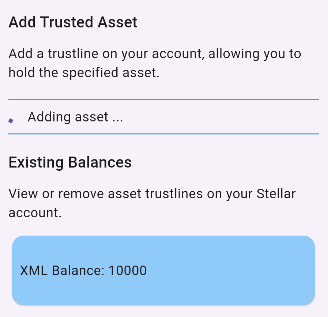 Add Trusted Asset
Add a trustline on your account, allowing you to
hold the specified asset.
Adding asset ...
Existing Balances
View or remove asset trustlines on your Stellar
account.
XML Balance: 10000